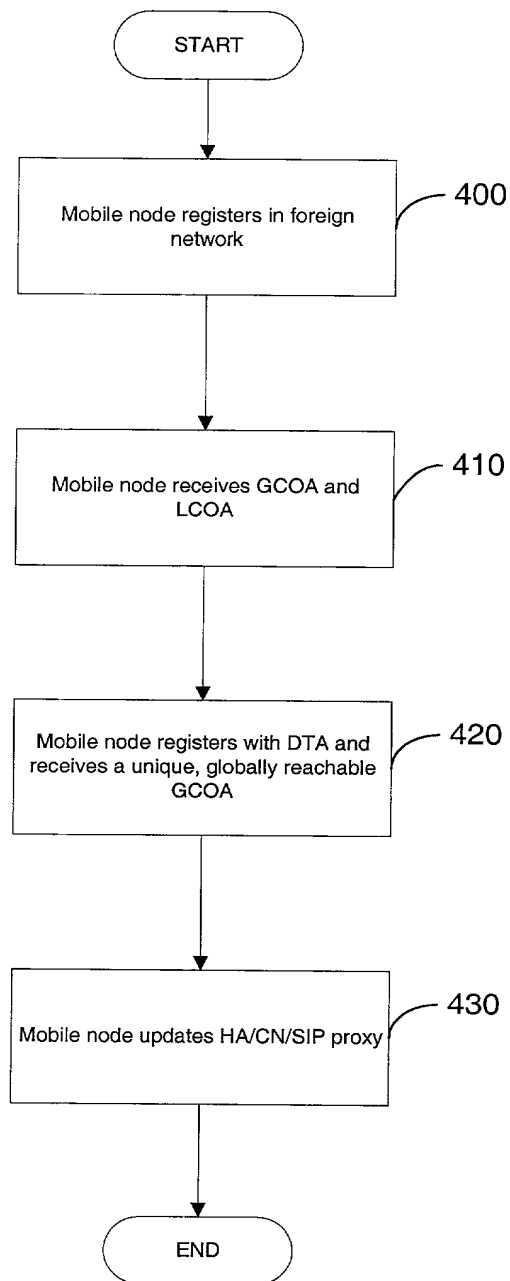 START
Mobile node registers in foreign
network
400
Mobile node receives GCOA and
LCOA
410
Mobile node registers with DTA and
receives a unique, globally reachable
GCOA
420
Mobile node updates HA/CN/SIP proxy
430
END